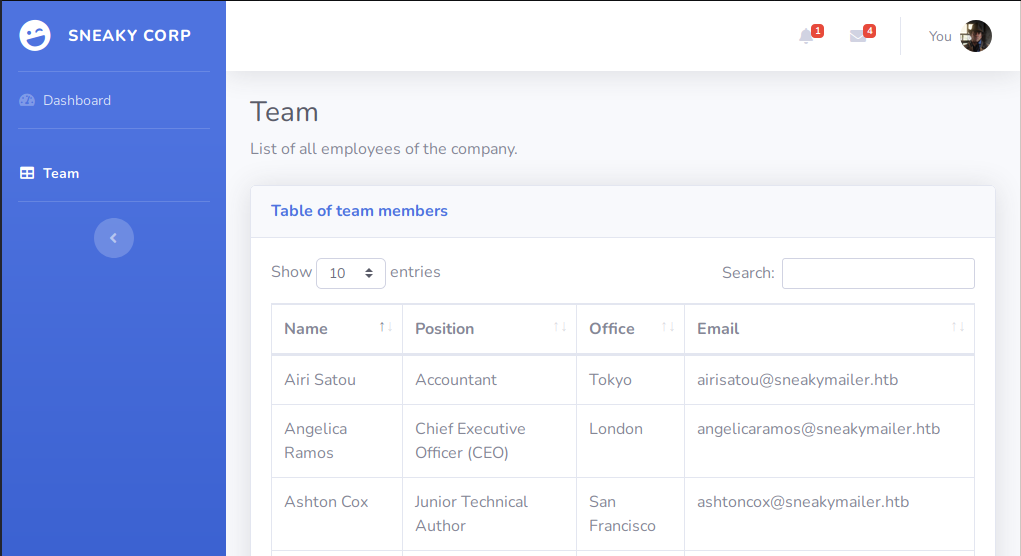 SNEAKY CORP
1
4
You
Dashboard
Team
Team
List of all employees of the company.
Table of team members
Show 10 entries
Search:
Name Position Office Email
Airi Satou Accountant Tokyo airisatou@sneakymailer.htb
Angelica Chief Executive London angelicaramos@sneakymailer.htb
Ramos Officer (CEO)
Ashton Cox Junior Technical San ashtoncox@sneakymailer.htb
Author Francisco